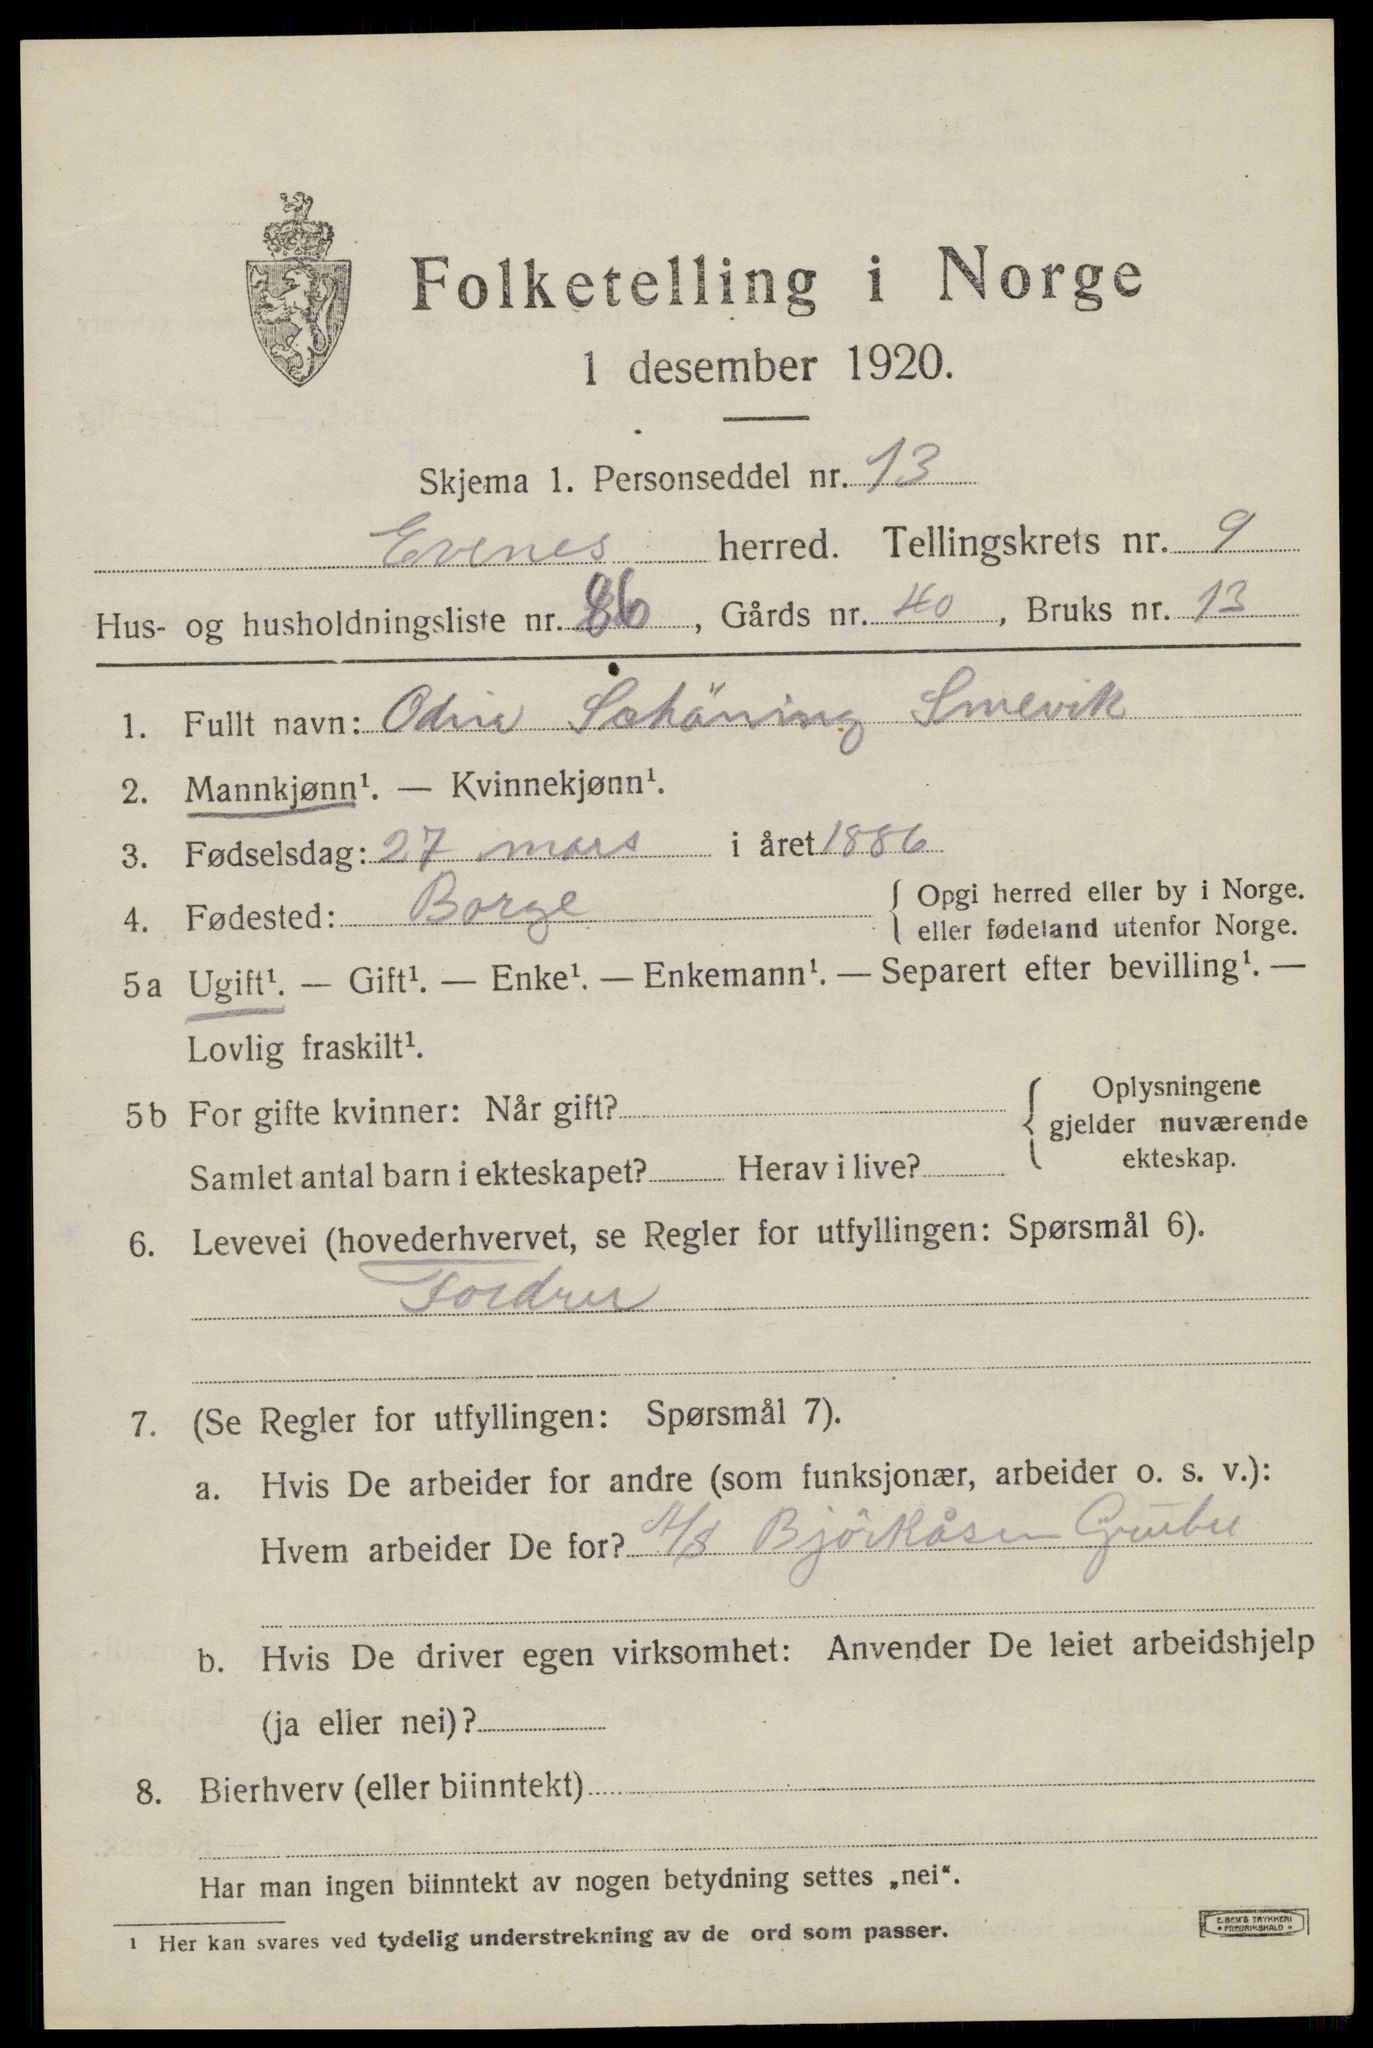 Folketelling i Norge
1 desember 1920.
Skjema 1. Personseddel nr. 13
Evenes herred. Tellingskrets nr. 9
Hus- og husholdningsliste nr. 86, Gårds nr. 40, Bruks nr. 13
1. Fullt navn: Odin Schöning Smevik
2. Mannkjønn¹. — Kvinnekjønn¹.
3. Fødselsdag: 27 mars i året 1886
4. Fødested: Borge { Opgi herred eller by i Norge.
eller fødeland utenfor Norge.
5a Ugift¹. — Gift¹. — Enke¹. — Enkemann¹. — Separert efter bevilling¹. —
Lovlig fraskilt¹.
5b For gifte kvinner: Når gift? { Oplysningene
gjelder nuværende
ekteskap.
Samlet antal barn i ekteskapet? Herav i live?
6. Levevei (hovederhvervet, se Regler for utfyllingen: Spørsmål 6).
7. (Se Regler for utfyllingen: Spørsmål 7).
a. Hvis De arbeider for andre (som funksjonær, arbeider o. s. v.):
Hvem arbeider De for? A/S Björkåsen Gruber
b. Hvis De driver egen virksomhet: Anvender De leiet arbeidshjelp
(ja eller nei)?
8. Bierhverv (eller biinntekt)
Har man ingen biinntekt av nogen betydning settes „nei“.
1 Her kan svares ved tydelig understrekning av de ord som passer.
E. SEM'S TRYKKERI
• FREDRIKSHALD •